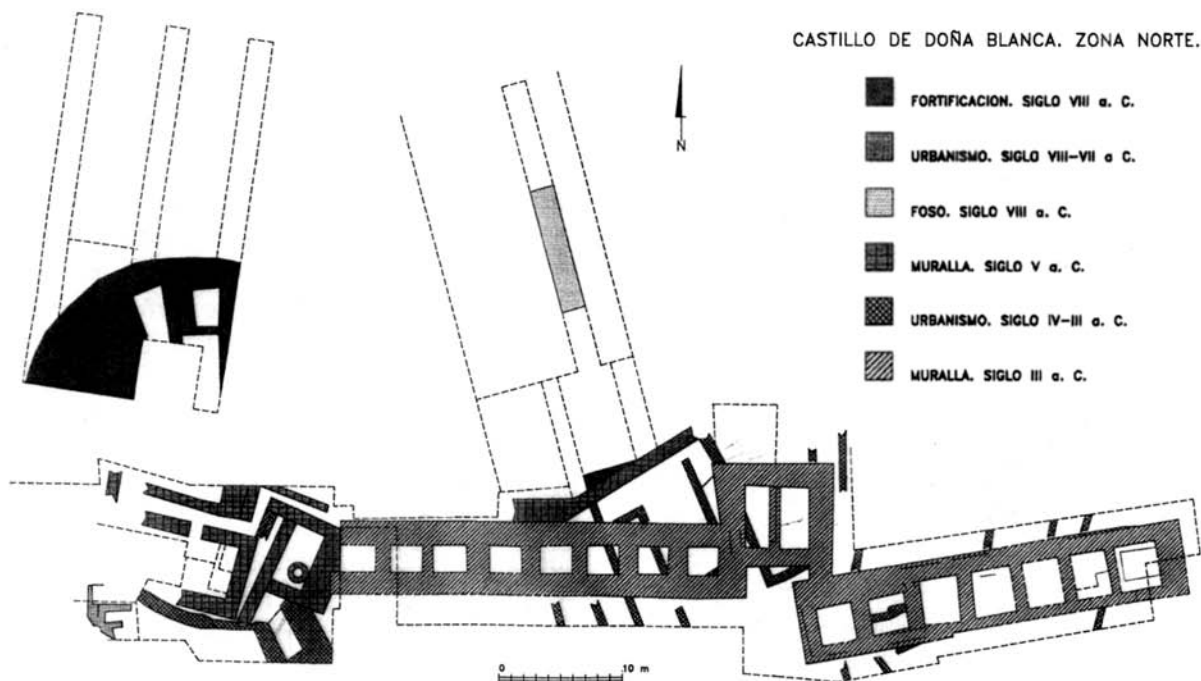 CASTILLO DE DOÑA BLANCA. ZONA NORTE.
FORTIFICACION. SIGLO VIII a. C.
URBANISMO. SIGLO VIII-VII a C.
FOSO. SIGLO VIII a. C.
MURALLA. SIGLO V a. C.
URBANISMO. SIGLO IV-III a. C.
MURALLA. SIGLO III a. C.
N
0 10 m